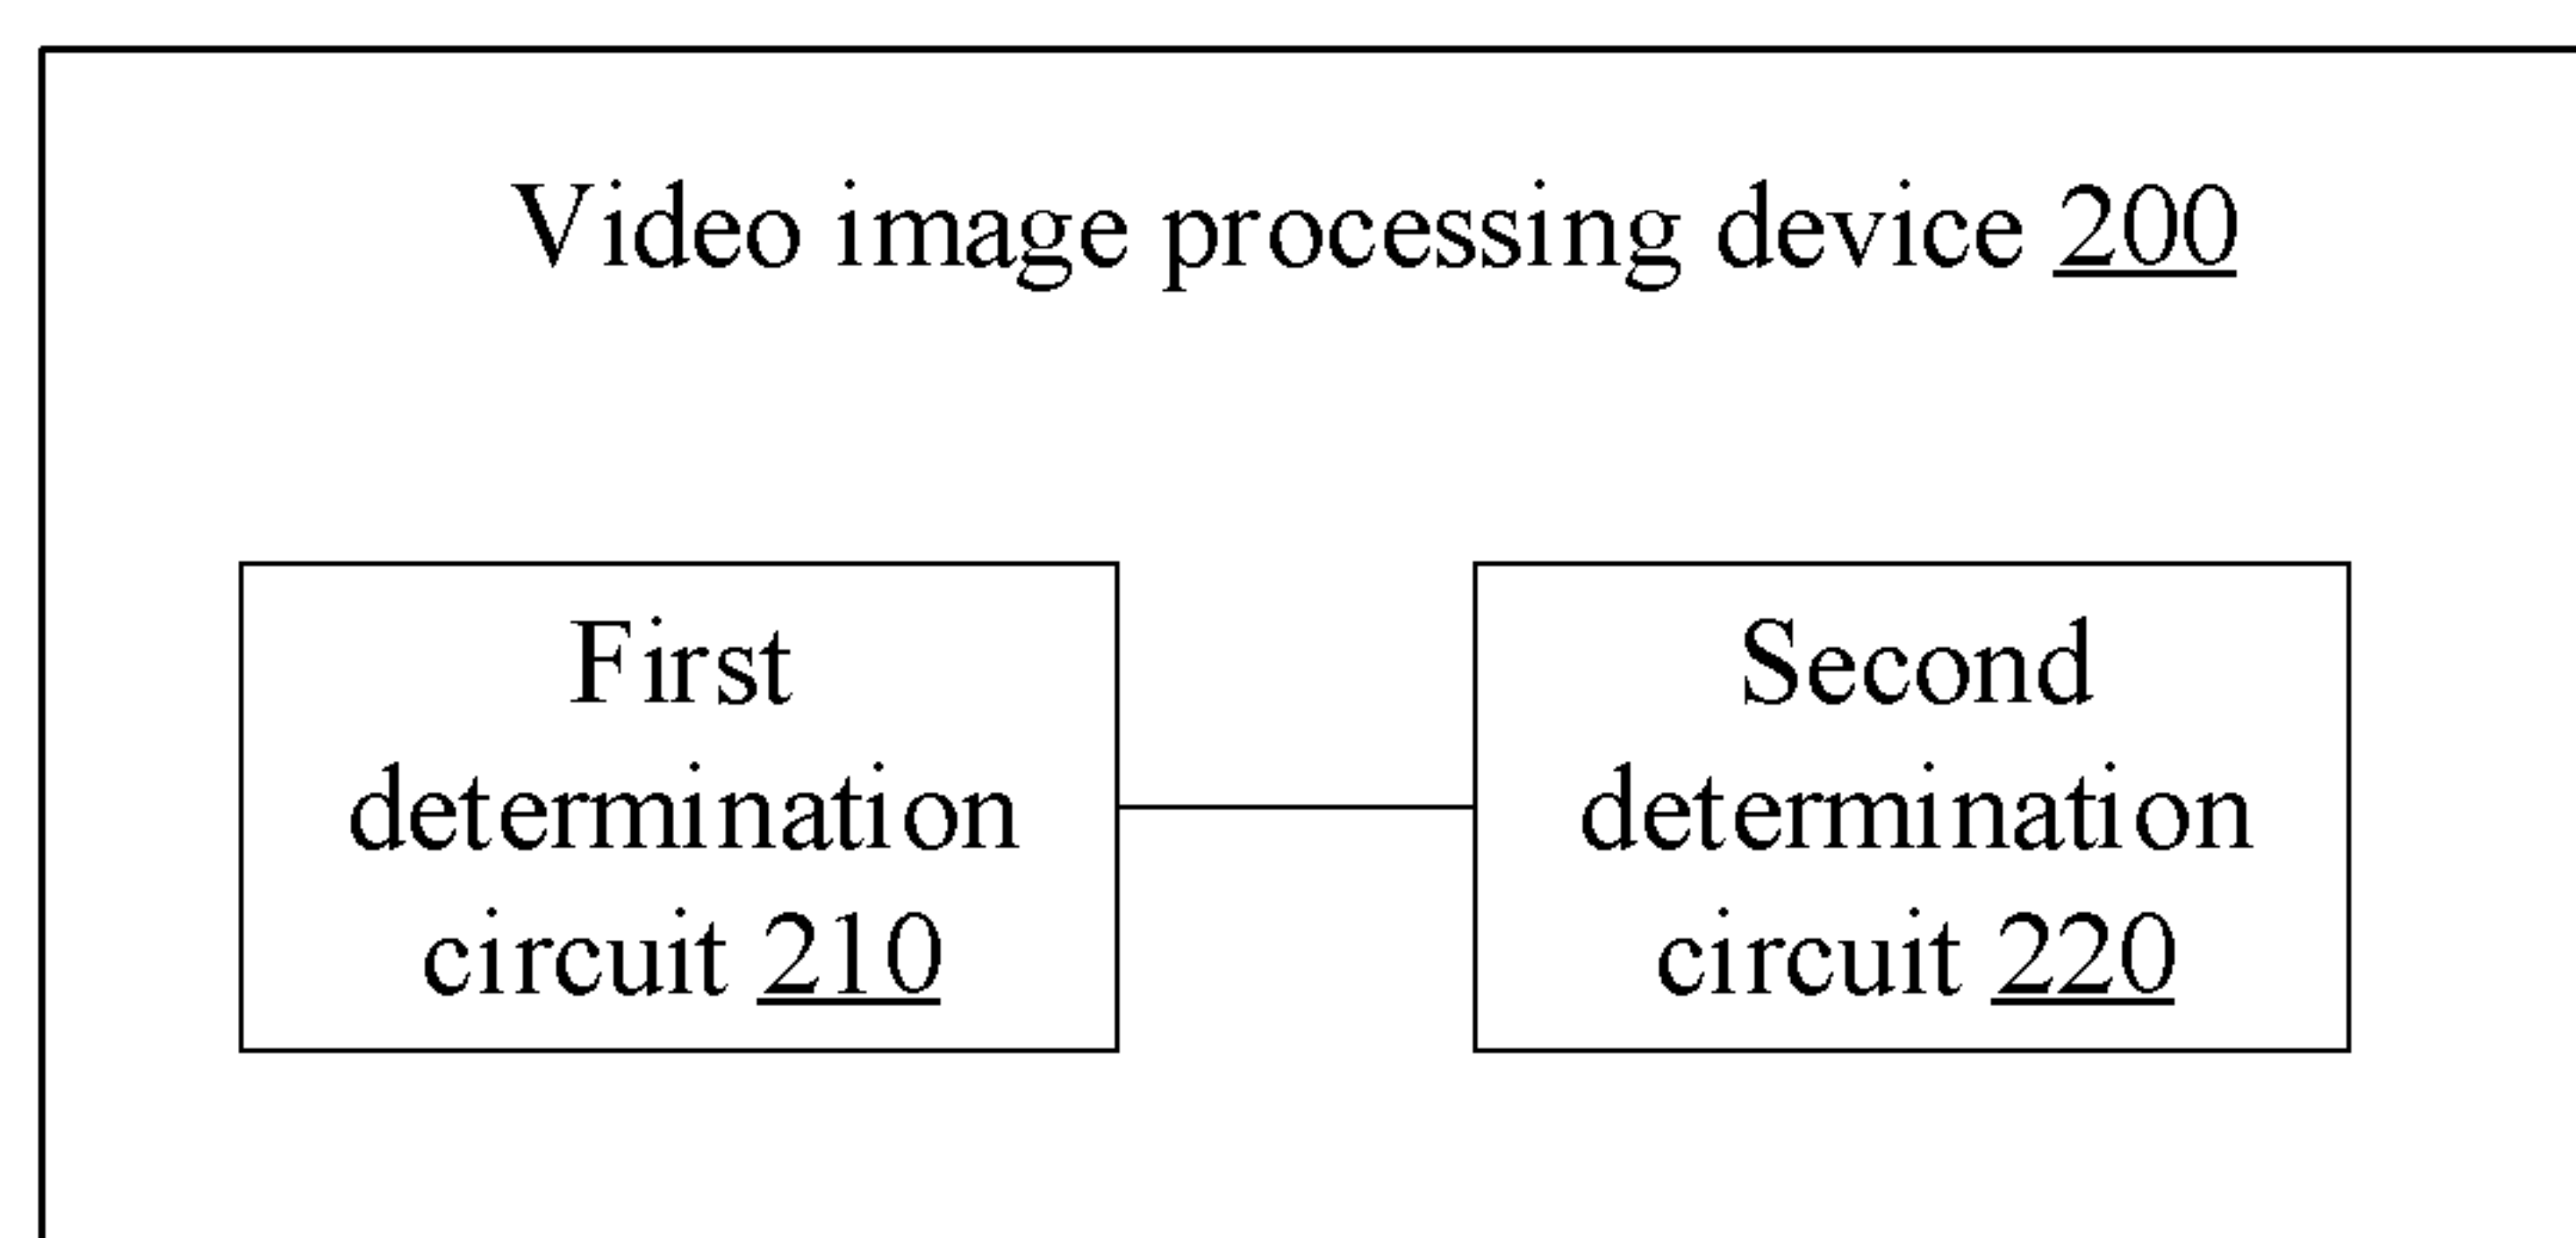 Video image processing device 200
First
determination
circuit 210
Second
determination
circuit 220